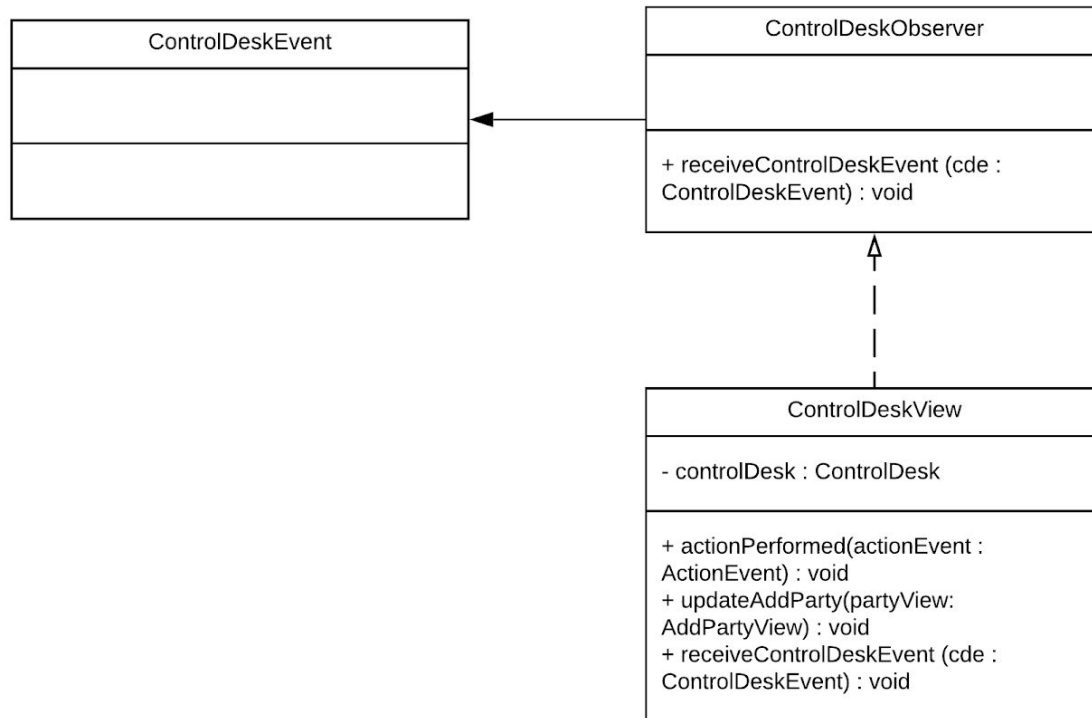 ControlDeskEvent
ControlDeskObserver
+ receiveControlDeskEvent (cde :
ControlDeskEvent) : void
ControlDeskView
- controlDesk : ControlDesk
+ actionPerformed(actionEvent :
ActionEvent) : void
+ updateAddParty(partyView:
AddPartyView) : void
+ receiveControlDeskEvent (cde :
ControlDeskEvent) : void